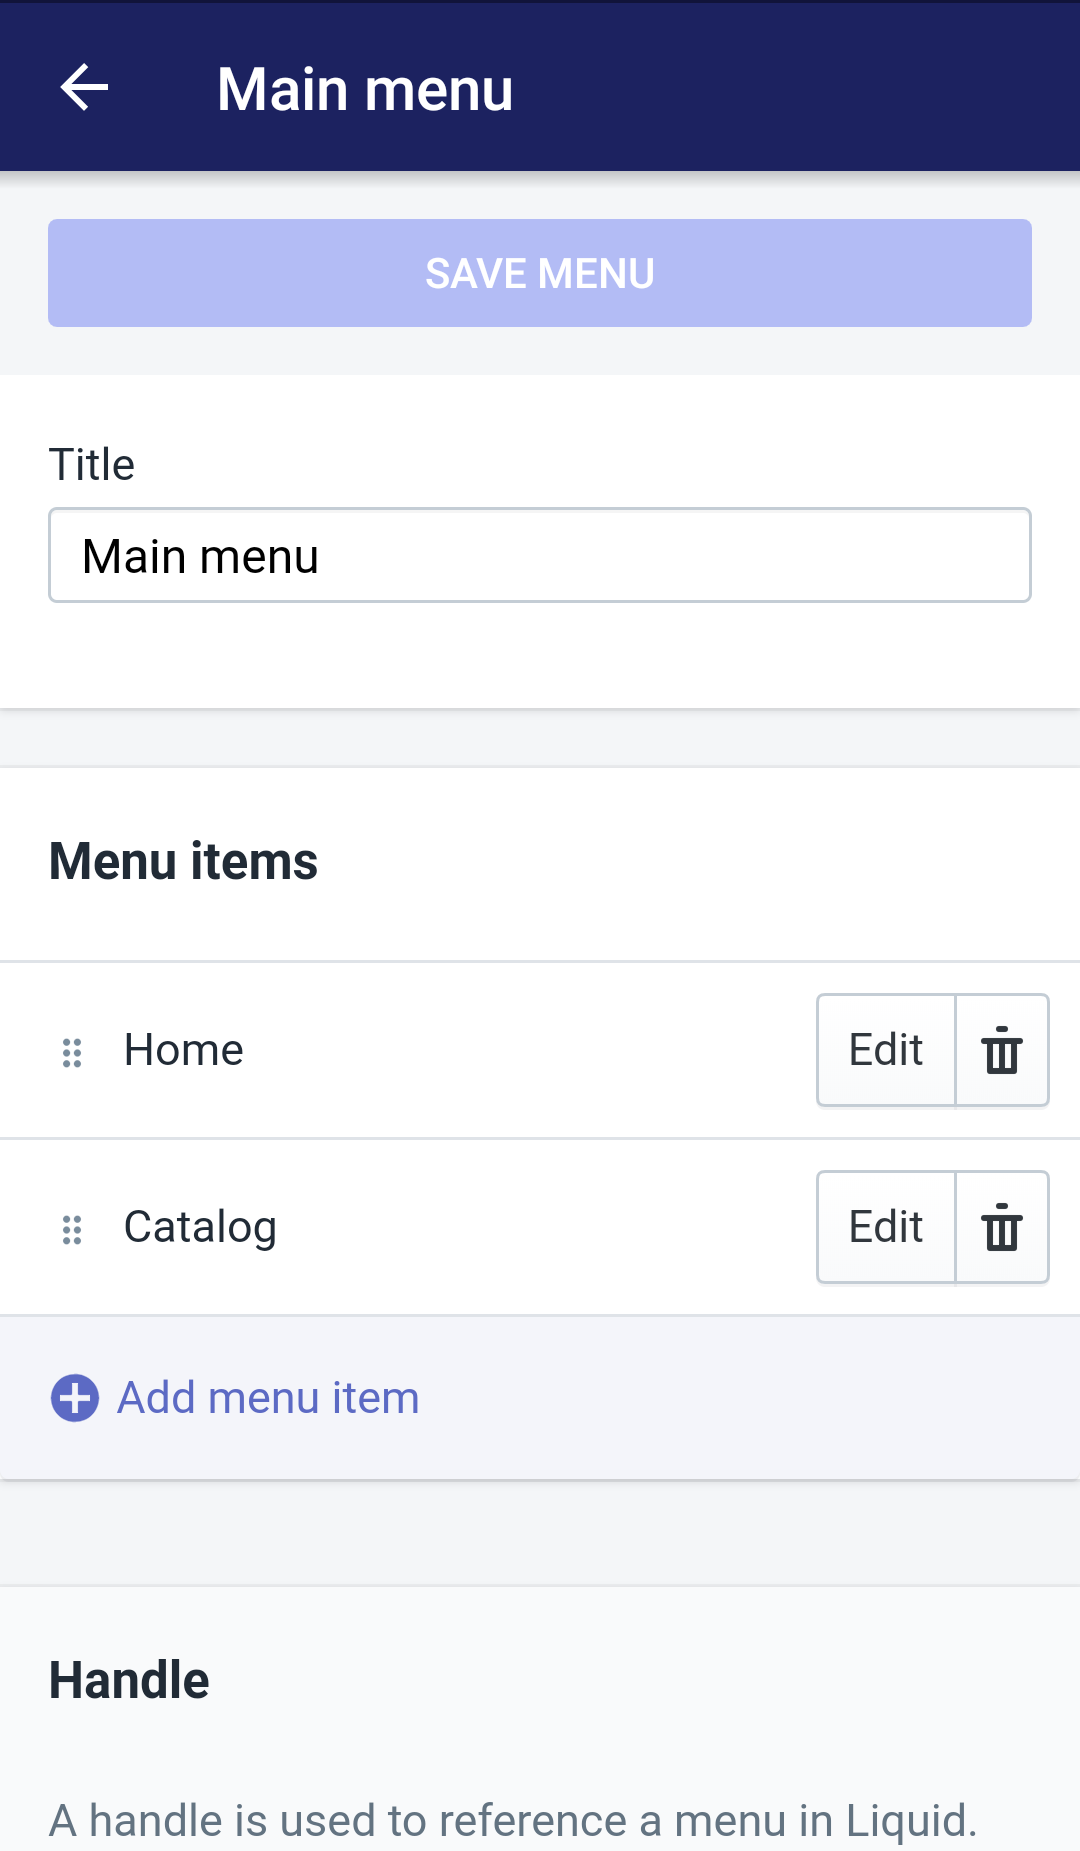 Main menu
SAVE MENU
Title
Main menu
Menu items
Home Edit
Catalog Edit
Add menu item
Handle
A handle is used to reference a menu in Liquid.